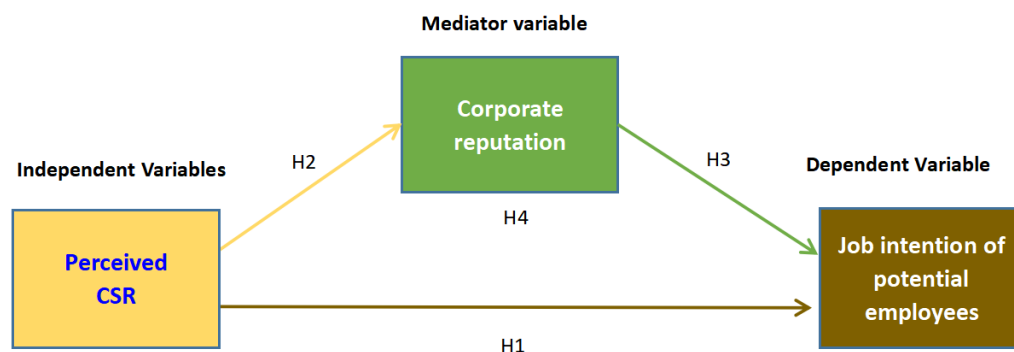 Mediator variable
Corporate
reputation
H2
H3
Independent Variables
Dependent Variable
H4
Perceived
CSR
Job intention of
potential
employees
H1